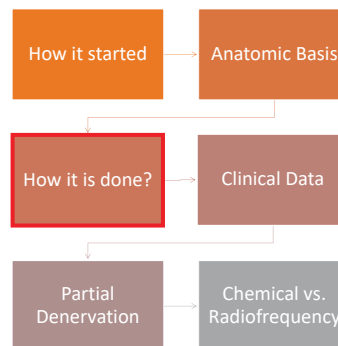 How it started
Anatomic Basis
How it is done?
Clinical Data
Partial
Denervation
Chemical vs.
Radiofrequency